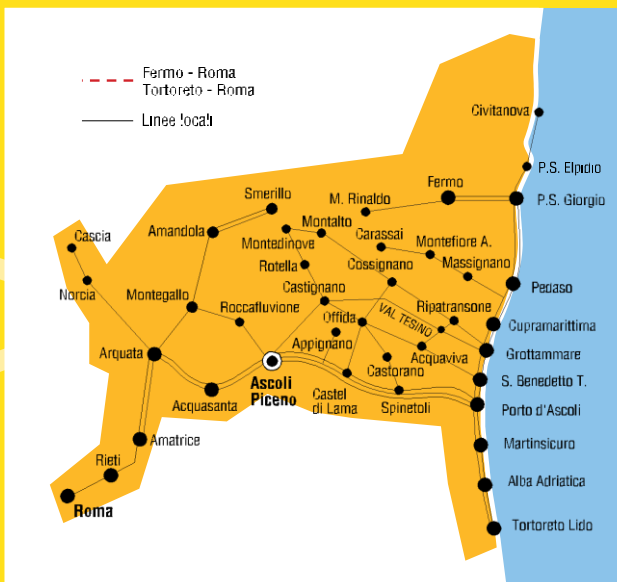 Fermo - Roma
Tortoreto - Roma
Linee locali
Civitanova
P.S. Elpidio
P.S. Giorgio
Fermo
M. Rinaldo
Smerillo
Amandola
Montedinove
Montalto
Carassai
Montefiore A.
Massignano
Cossignano
Rotella
Castignano
Cascia
Norcia
Montegallo
Roccafluvione
Offida
VAL TESINO
Ripatransone
Pedaso
Cupramarittima
Grottammare
Appignano
Acquaviva
Castorano
Arquata
Ascoli
Piceno
Acquasanta
Castel
di Lama
Spinetoli
S. Benedetto T.
Porto d'Ascoli
Martinsicuro
Alba Adriatica
Tortoreto Lido
Amatrice
Rieti
Roma